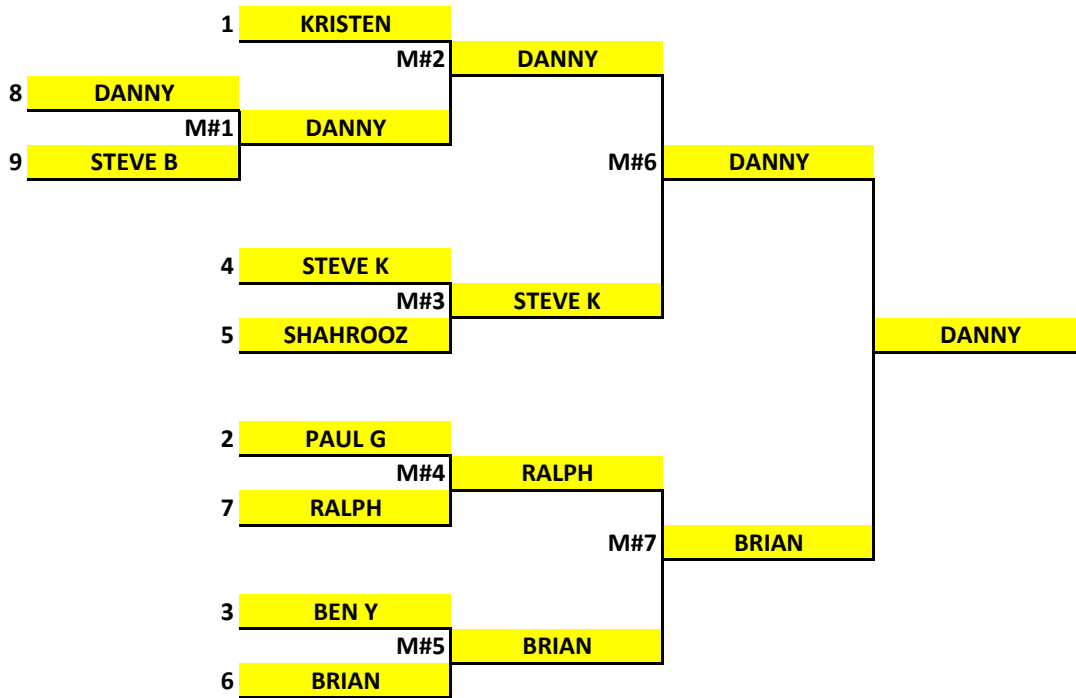 1 KRISTEN
M#2 DANNY
8 DANNY
M#1 DANNY
9 STEVE B
M#6 DANNY
4 STEVE K
M#3 STEVE K
5 SHAHROOZ
DANNY
2 PAUL G
M#4 RALPH
7 RALPH
M#7 BRIAN
3 BEN Y
M#5 BRIAN
6 BRIAN